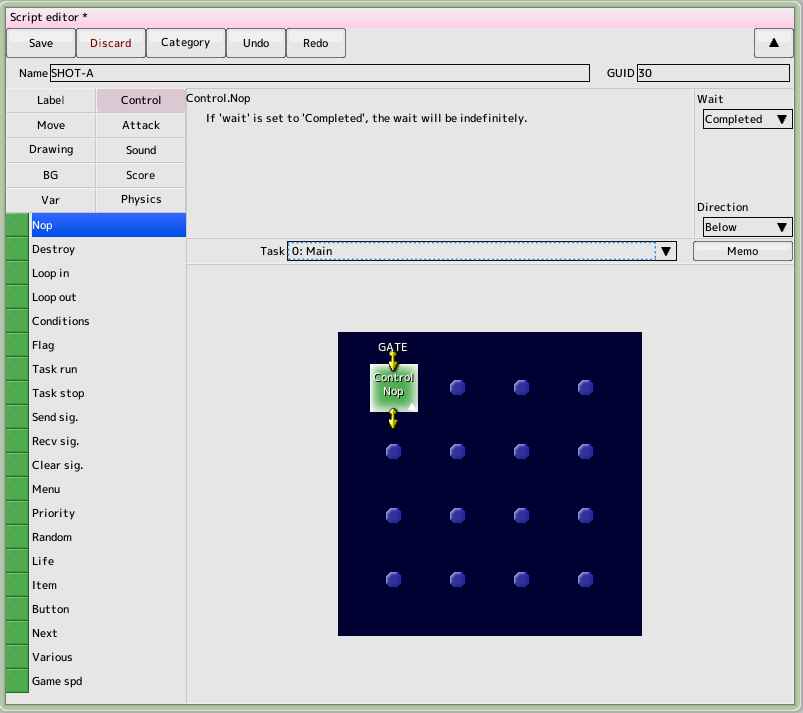 Script editor *
Save Discard Category Undo Redo ▲
Name SHOT-A GUID 30
Label Control
Move Attack
Drawing Sound
BG Score
Var Physics
Control.Nop
If 'wait' is set to 'Completed', the wait will be indefinitely.
Wait
Completed ▼
Direction
Below ▼
Task 0: Main ▼ Memo
Nop
Destroy
Loop in
Loop out
Conditions
Flag
Task run
Task stop
Send sig.
Recv sig.
Clear sig.
Menu
Priority
Random
Life
Item
Button
Next
Various
Game spd
GATE
Control
Nop